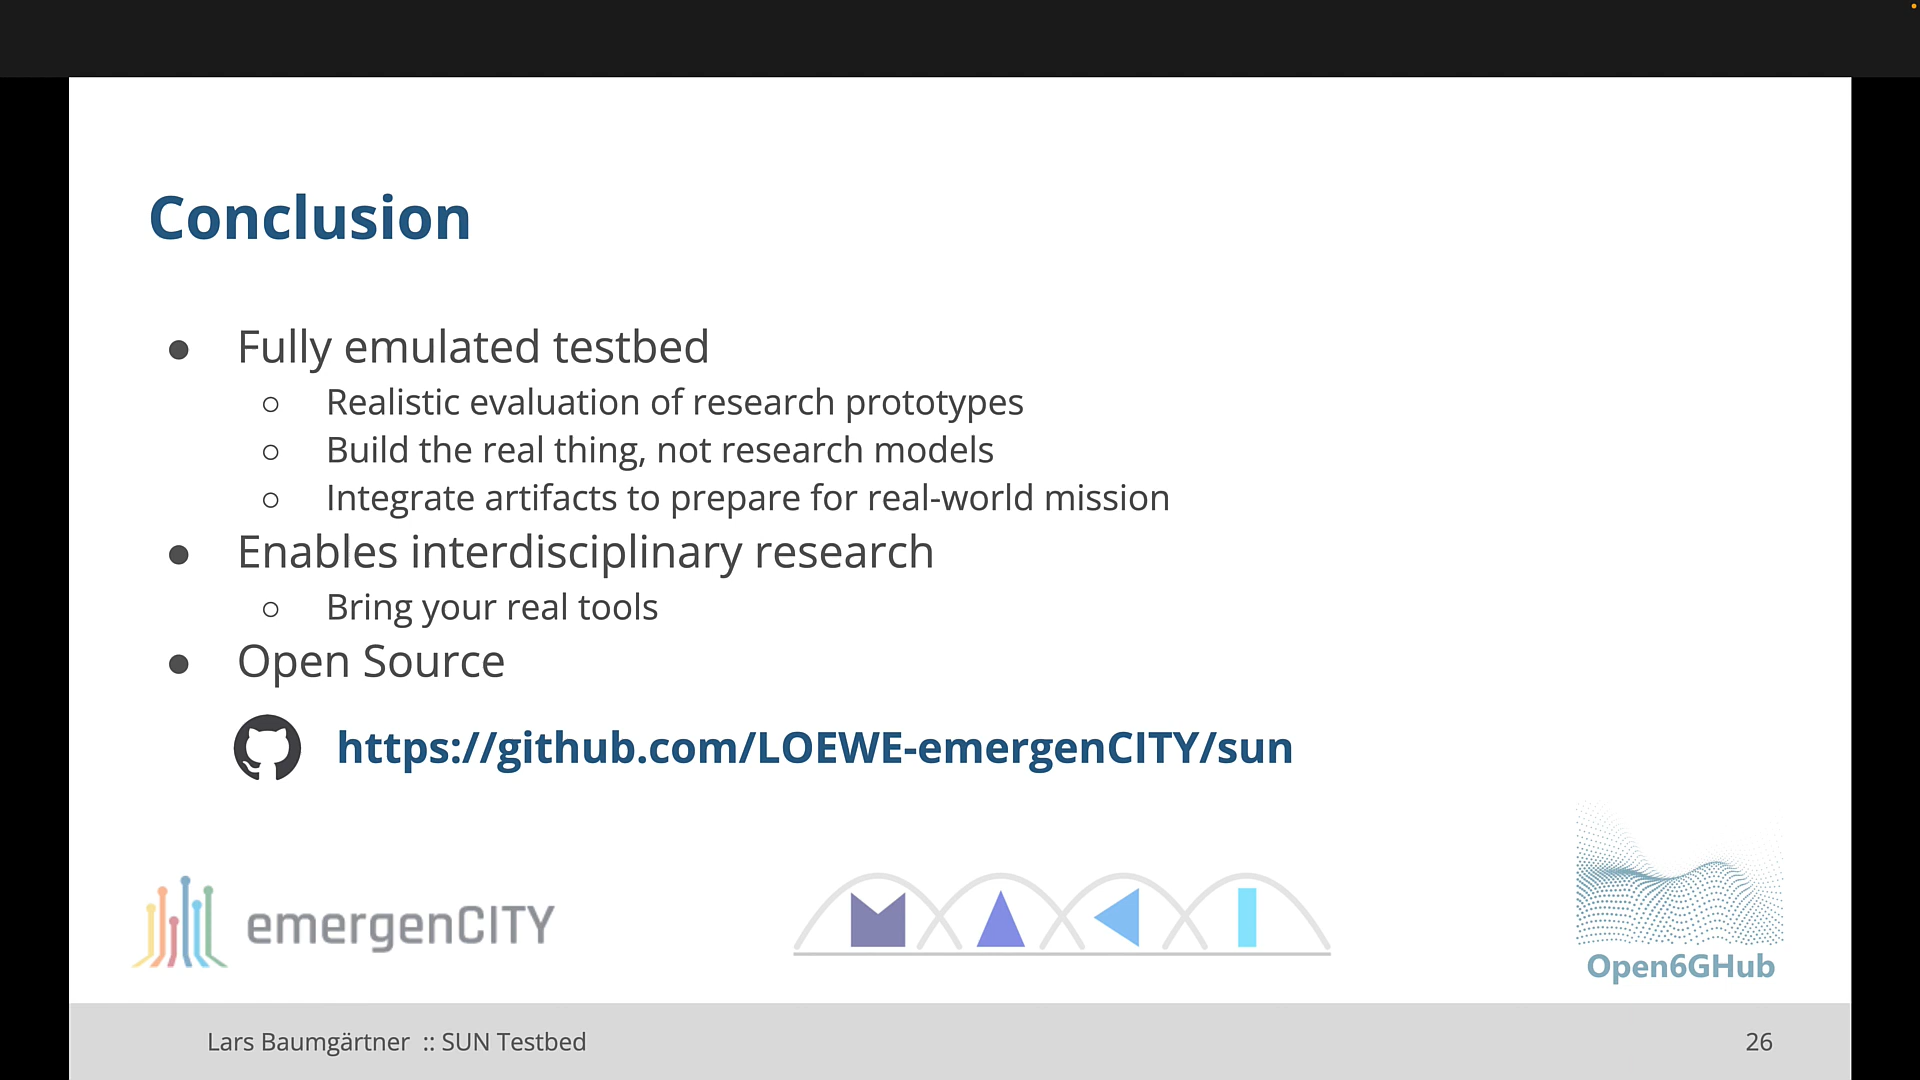 Conclusion
● Fully emulated testbed
○ Realistic evaluation of research prototypes
○ Build the real thing, not research models
○ Integrate artifacts to prepare for real-world mission
● Enables interdisciplinary research
○ Bring your real tools
● Open Source
https://github.com/LOEWE-emergenCITY/sun
emergenCITY
MAKI
Open6GHub
Lars Baumgärtner :: SUN Testbed
26